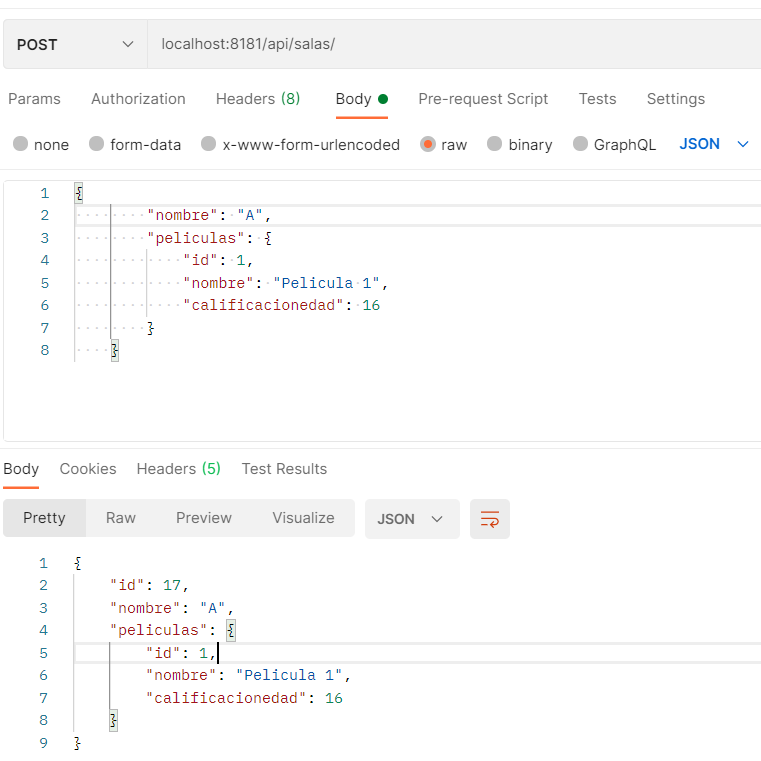 POST localhost:8181/api/salas/
Params Authorization Headers (8) Body Pre-request Script Tests Settings
none form-data x-www-form-urlencoded raw binary GraphQL JSON
1 {
2 "nombre": "A",
3 "peliculas": {
4 "id": 1,
5 "nombre": "Pelicula 1",
6 "calificacionedad": 16
7 }
8 }
Body Cookies Headers (5) Test Results
Pretty Raw Preview Visualize JSON
1 {
2 "id": 17,
3 "nombre": "A",
4 "peliculas": {
5 "id": 1,
6 "nombre": "Pelicula 1",
7 "calificacionedad": 16
8 }
9 }